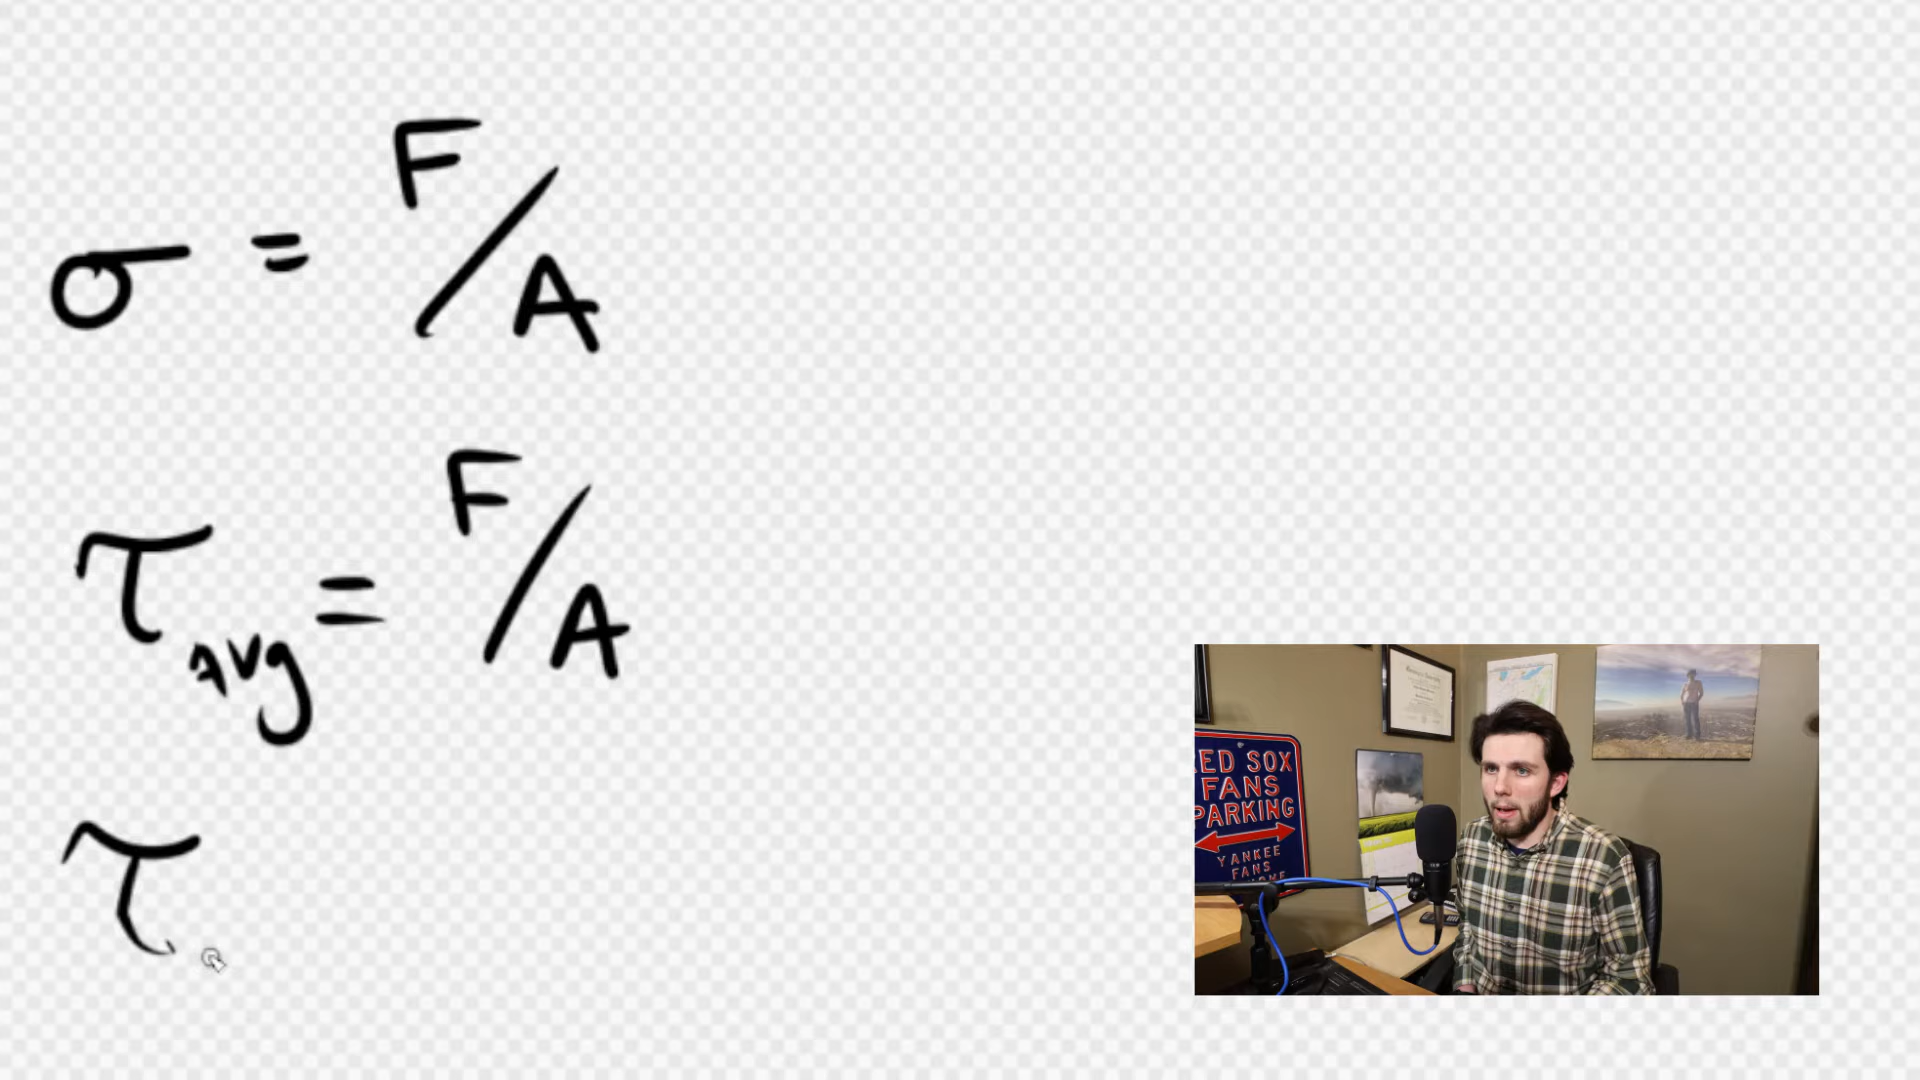 σ = F/A
τavg = F/A
τ
ED SOX
FANS
PARKING
YANKEE
FANS